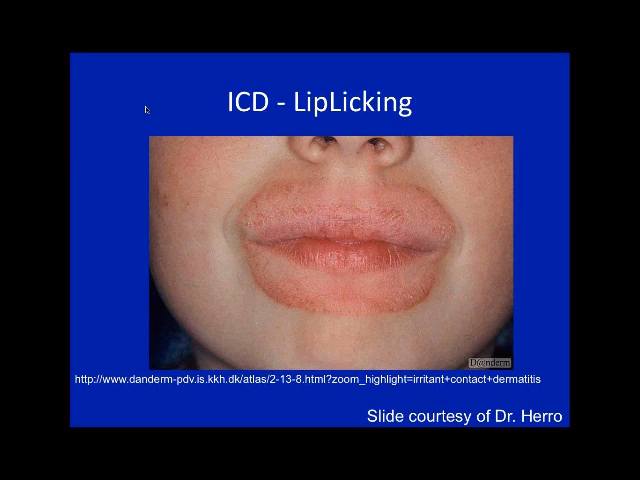 ICD - LipLicking
D@nderm
http://www.danderm-pdv.is.kkh.dk/atlas/2-13-8.html?zoom_highlight=irritant+contact+dermatitis
Slide courtesy of Dr. Herro